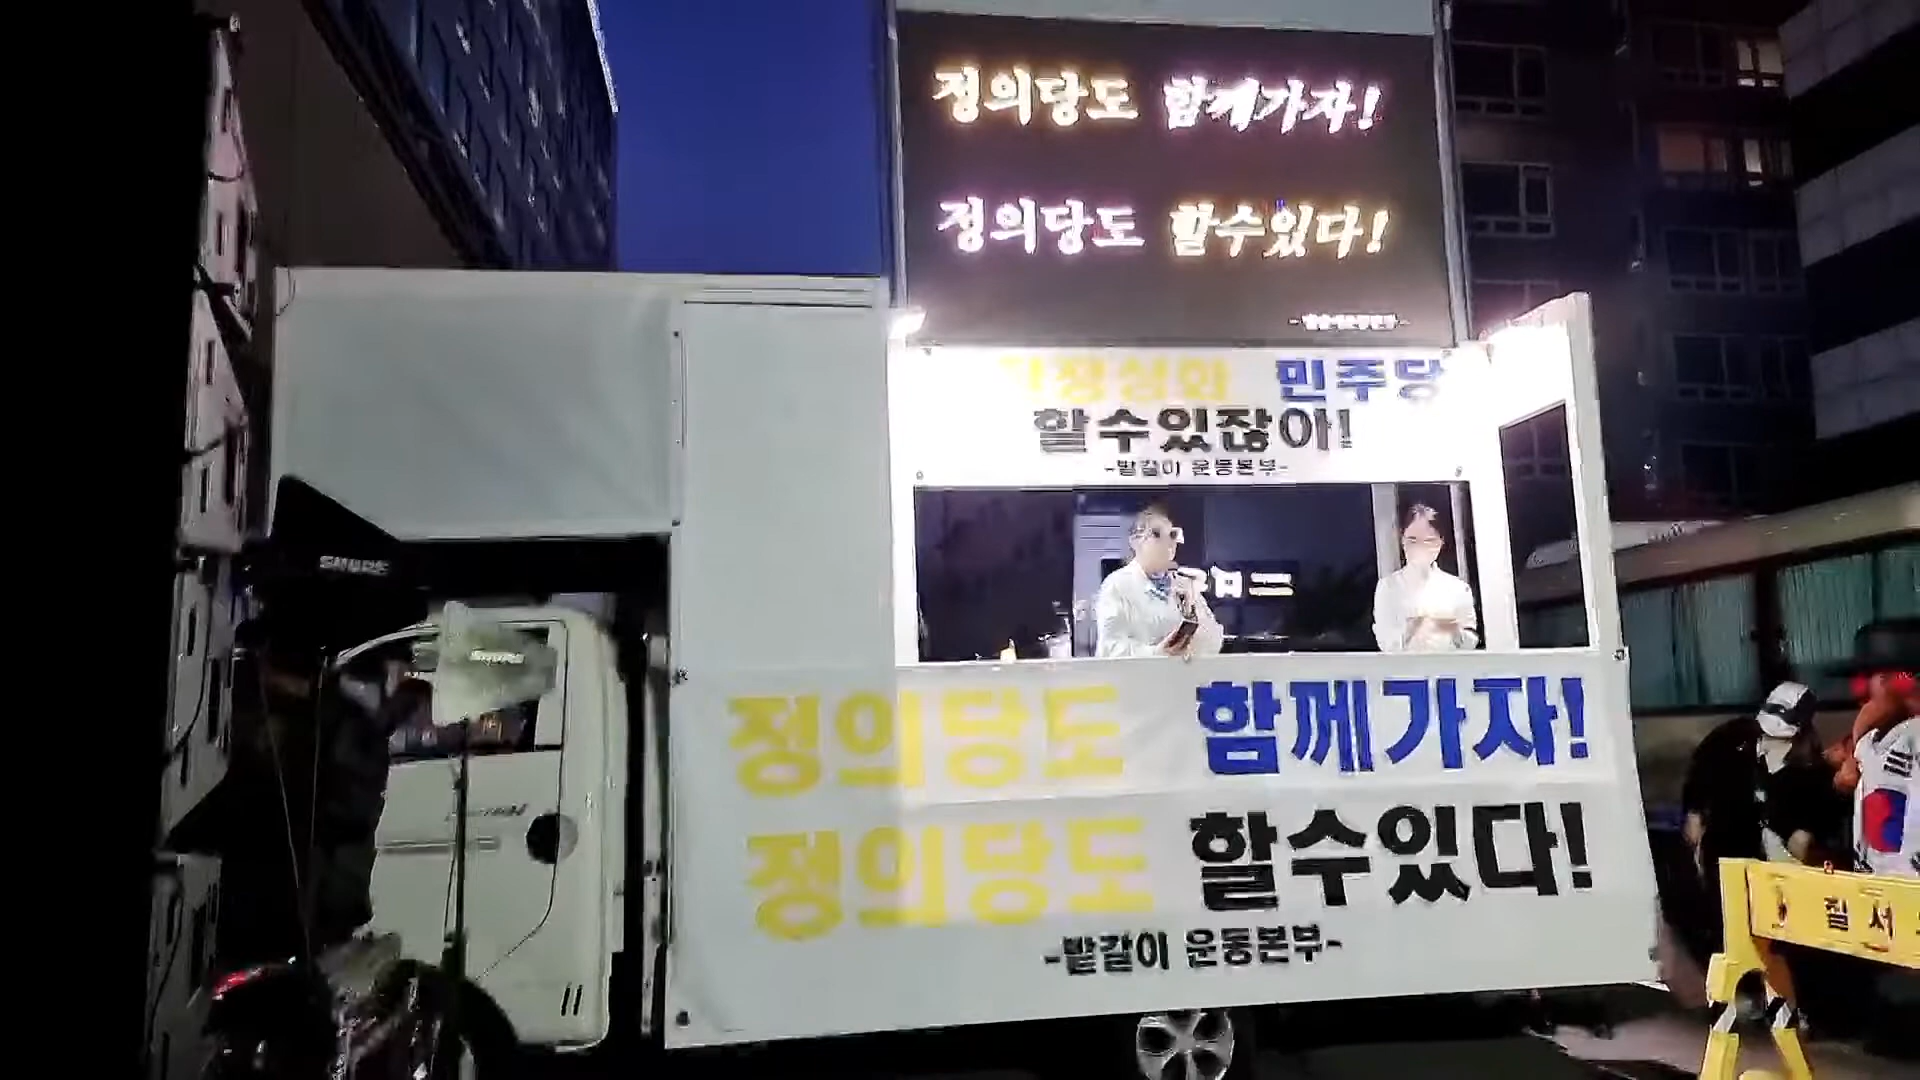 정의당도 함께가자!
정의당도 할수있다!
민주당
할수있잖아!
-밭갈이 운동본부-
정의당도 함께가자!
정의당도 할수있다!
-밭갈이 운동본부-
질서